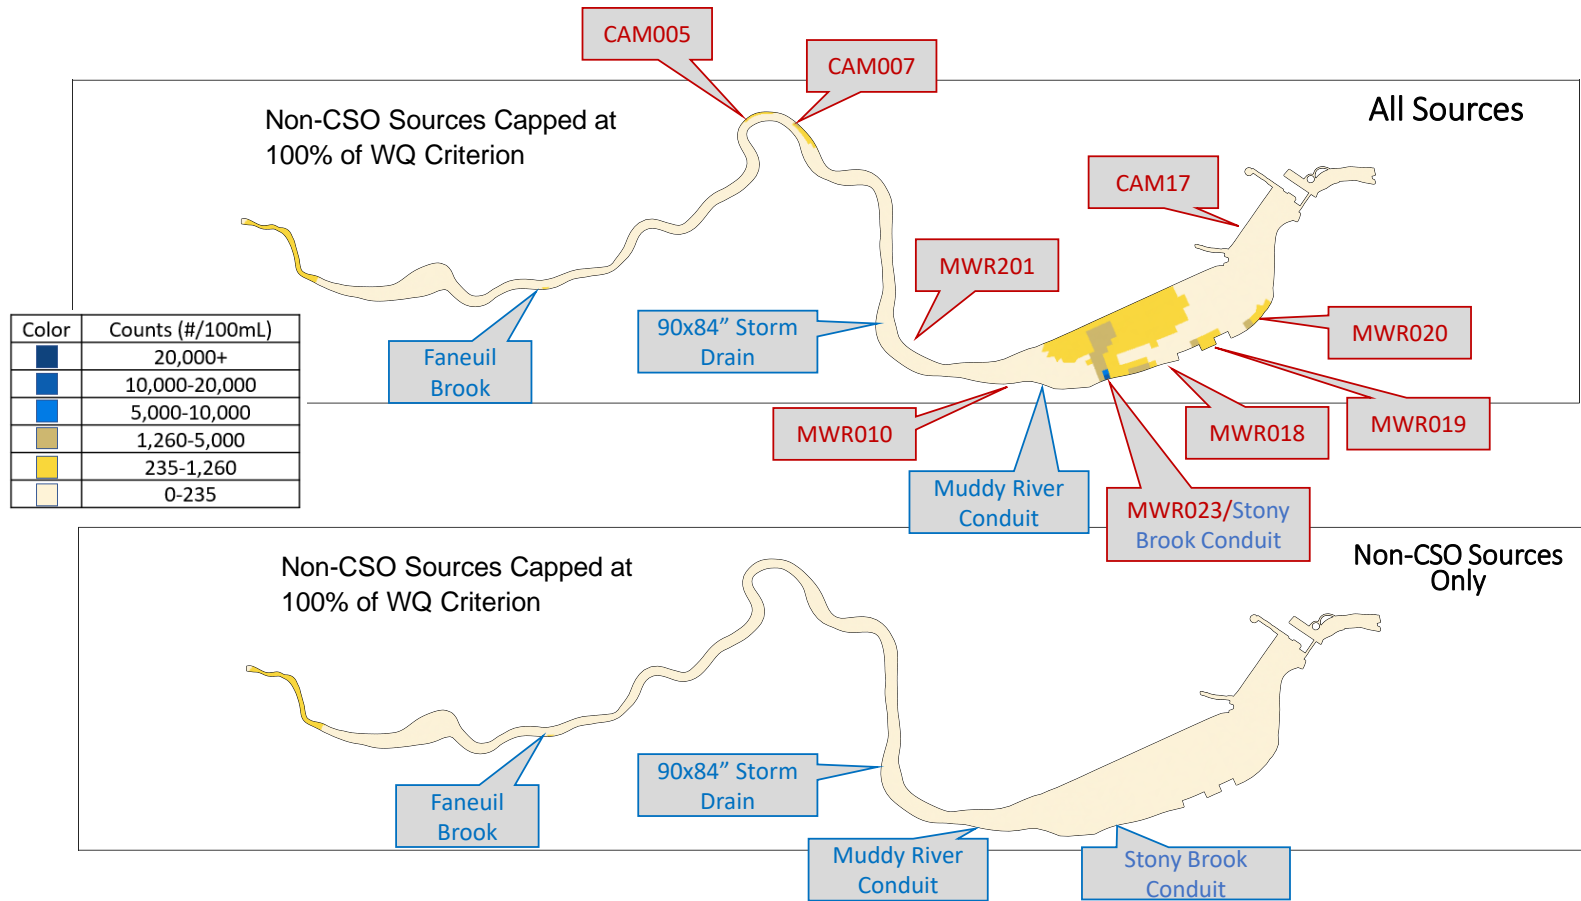 CAM005
CAM007
Non-CSO Sources Capped at
100% of WQ Criterion
All Sources
CAM17
MWR201
90x84” Storm
Drain
Faneuil
Brook
MWR020
MWR010
MWR018
MWR019
Muddy River
Conduit
MWR023/Stony
Brook Conduit
Color Counts (#/100mL)
20,000+
10,000-20,000
5,000-10,000
1,260-5,000
235-1,260
0-235
Non-CSO Sources Capped at
100% of WQ Criterion
Non-CSO Sources
Only
90x84” Storm
Drain
Faneuil
Brook
Muddy River
Conduit
Stony Brook
Conduit